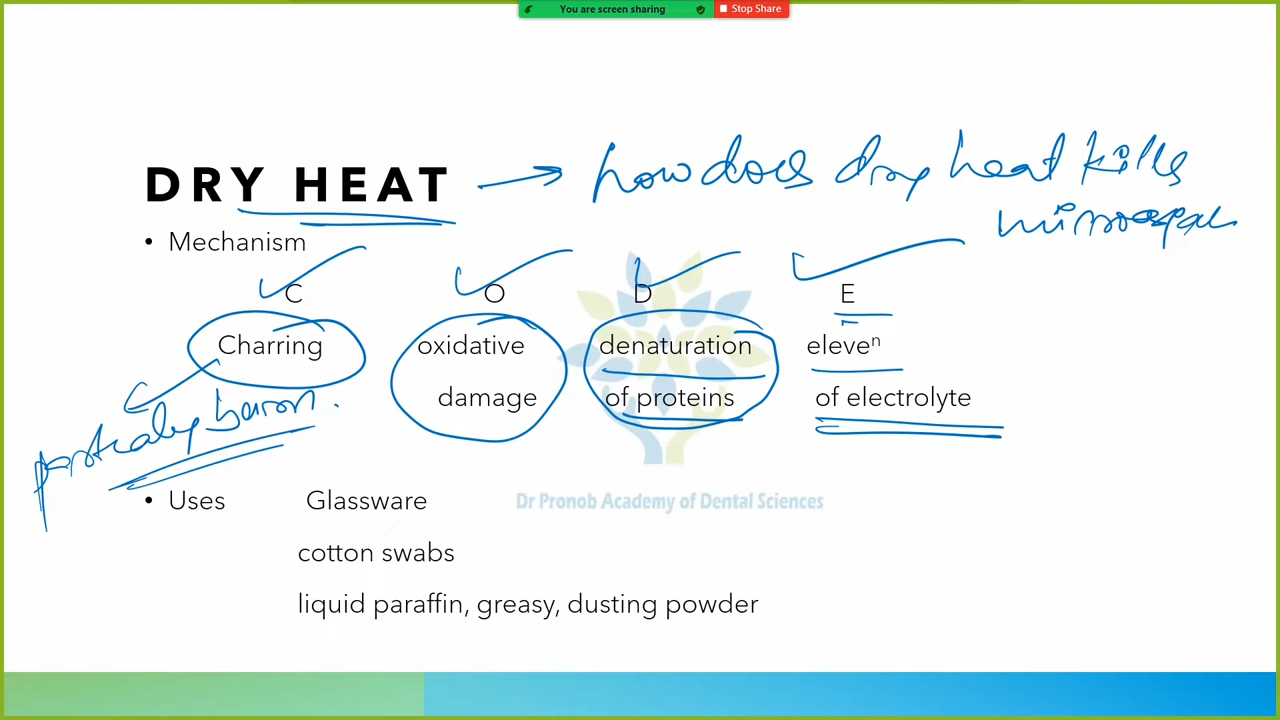 You are screen sharing Stop Share
DRY HEAT → how does dry heat kills
• Mechanism
C O D E
Charring oxidative denaturation eleveⁿ
damage of proteins of electrolyte
burn.
• Uses Glassware
Dr Pronob Academy of Dental Sciences
cotton swabs
liquid paraffin, greasy, dusting powder